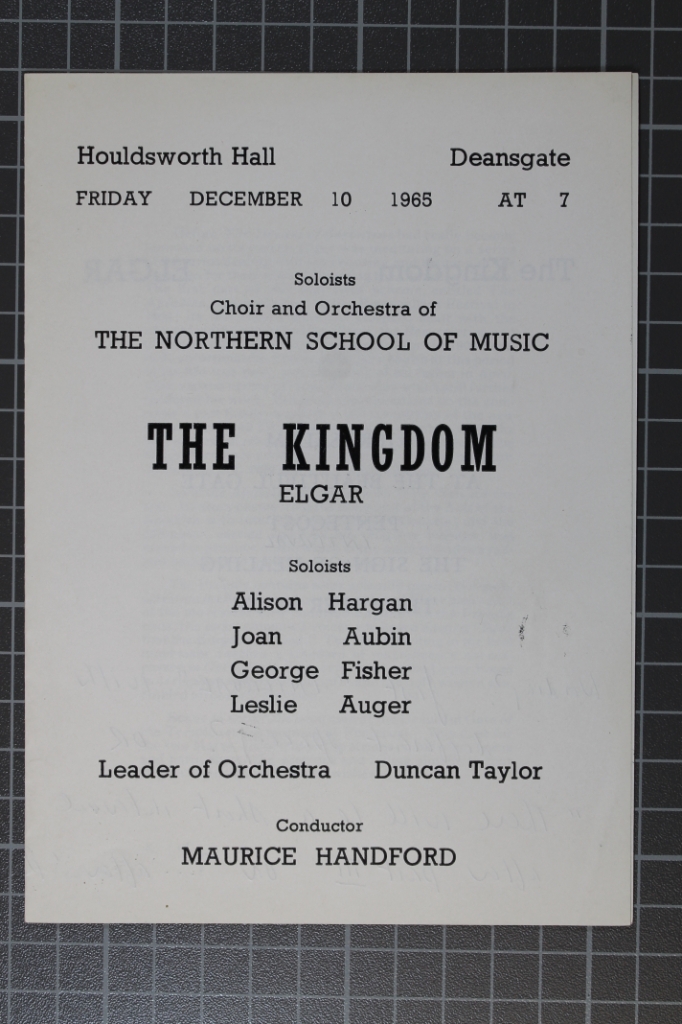 Houldsworth Hall Deansgate
FRIDAY DECEMBER 10 1965 AT 7
Soloists
Choir and Orchestra of
THE NORTHERN SCHOOL OF MUSIC
THE KINGDOM
ELGAR
Soloists
Alison Hargan
Joan Aubin
George Fisher
Leslie Auger
Leader of Orchestra Duncan Taylor
Conductor
MAURICE HANDFORD